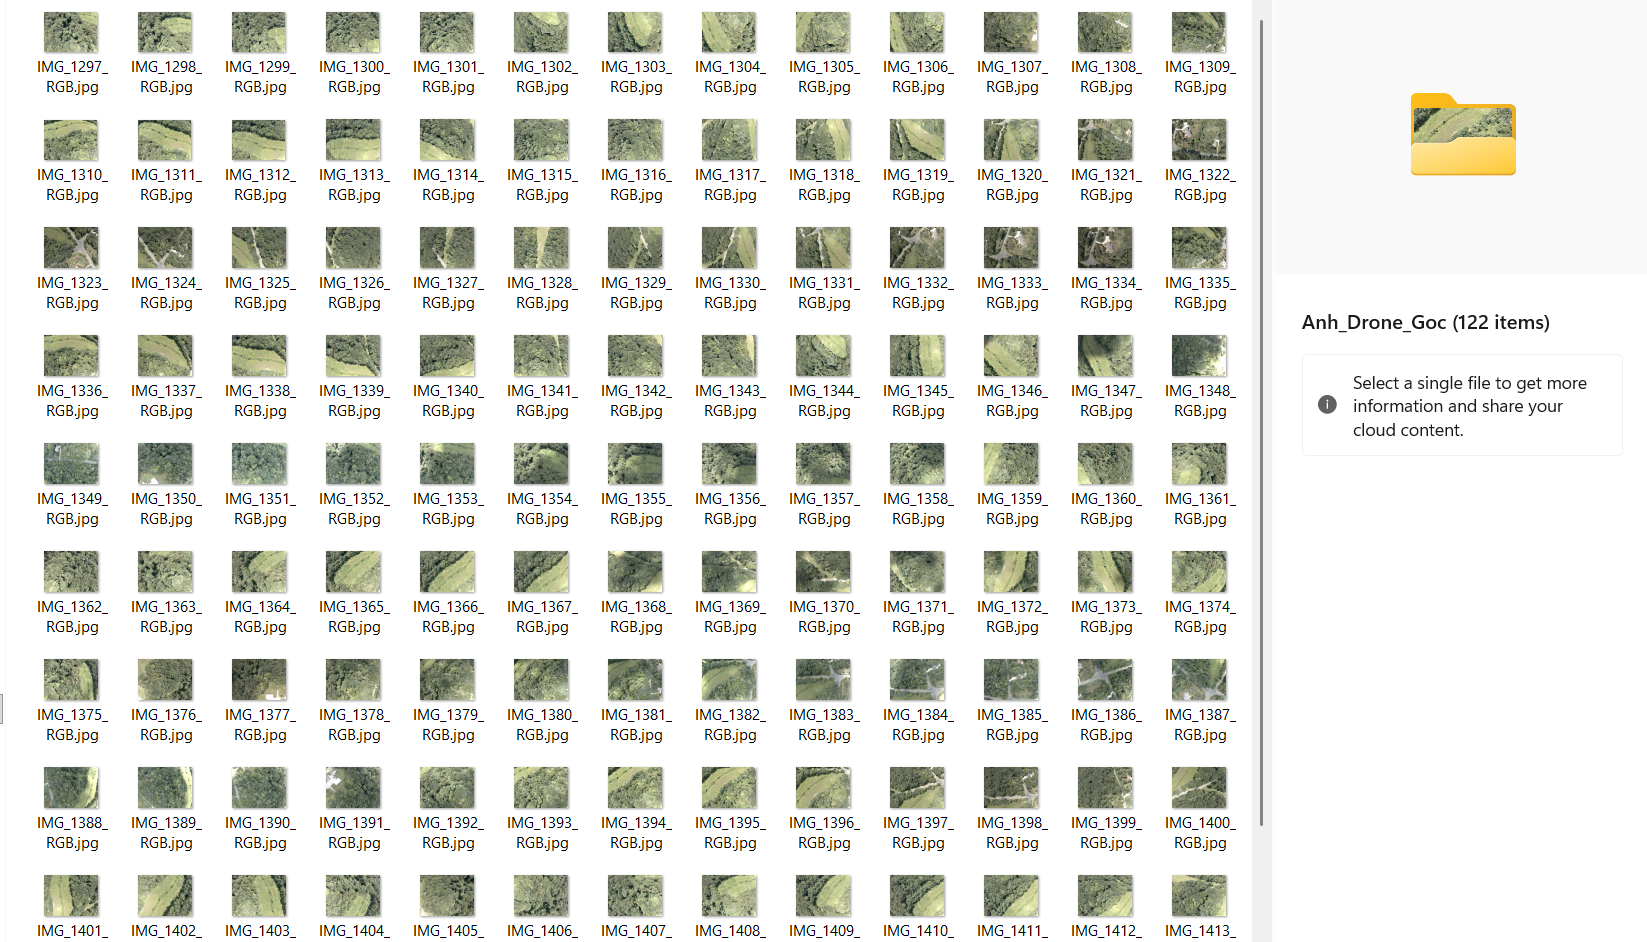 IMG_1297_ IMG_1298_ IMG_1299_ IMG_1300_ IMG_1301_ IMG_1302_ IMG_1303_ IMG_1304_ IMG_1305_ IMG_1306_ IMG_1307_ IMG_1308_ IMG_1309_
RGB.jpg RGB.jpg RGB.jpg RGB.jpg RGB.jpg RGB.jpg RGB.jpg RGB.jpg RGB.jpg RGB.jpg RGB.jpg RGB.jpg RGB.jpg
IMG_1310_ IMG_1311_ IMG_1312_ IMG_1313_ IMG_1314_ IMG_1315_ IMG_1316_ IMG_1317_ IMG_1318_ IMG_1319_ IMG_1320_ IMG_1321_ IMG_1322_
RGB.jpg RGB.jpg RGB.jpg RGB.jpg RGB.jpg RGB.jpg RGB.jpg RGB.jpg RGB.jpg RGB.jpg RGB.jpg RGB.jpg RGB.jpg
IMG_1323_ IMG_1324_ IMG_1325_ IMG_1326_ IMG_1327_ IMG_1328_ IMG_1329_ IMG_1330_ IMG_1331_ IMG_1332_ IMG_1333_ IMG_1334_ IMG_1335_
RGB.jpg RGB.jpg RGB.jpg RGB.jpg RGB.jpg RGB.jpg RGB.jpg RGB.jpg RGB.jpg RGB.jpg RGB.jpg RGB.jpg RGB.jpg
IMG_1336_ IMG_1337_ IMG_1338_ IMG_1339_ IMG_1340_ IMG_1341_ IMG_1342_ IMG_1343_ IMG_1344_ IMG_1345_ IMG_1346_ IMG_1347_ IMG_1348_
RGB.jpg RGB.jpg RGB.jpg RGB.jpg RGB.jpg RGB.jpg RGB.jpg RGB.jpg RGB.jpg RGB.jpg RGB.jpg RGB.jpg RGB.jpg
IMG_1349_ IMG_1350_ IMG_1351_ IMG_1352_ IMG_1353_ IMG_1354_ IMG_1355_ IMG_1356_ IMG_1357_ IMG_1358_ IMG_1359_ IMG_1360_ IMG_1361_
RGB.jpg RGB.jpg RGB.jpg RGB.jpg RGB.jpg RGB.jpg RGB.jpg RGB.jpg RGB.jpg RGB.jpg RGB.jpg RGB.jpg RGB.jpg
IMG_1362_ IMG_1363_ IMG_1364_ IMG_1365_ IMG_1366_ IMG_1367_ IMG_1368_ IMG_1369_ IMG_1370_ IMG_1371_ IMG_1372_ IMG_1373_ IMG_1374_
RGB.jpg RGB.jpg RGB.jpg RGB.jpg RGB.jpg RGB.jpg RGB.jpg RGB.jpg RGB.jpg RGB.jpg RGB.jpg RGB.jpg RGB.jpg
IMG_1375_ IMG_1376_ IMG_1377_ IMG_1378_ IMG_1379_ IMG_1380_ IMG_1381_ IMG_1382_ IMG_1383_ IMG_1384_ IMG_1385_ IMG_1386_ IMG_1387_
RGB.jpg RGB.jpg RGB.jpg RGB.jpg RGB.jpg RGB.jpg RGB.jpg RGB.jpg RGB.jpg RGB.jpg RGB.jpg RGB.jpg RGB.jpg
IMG_1388_ IMG_1389_ IMG_1390_ IMG_1391_ IMG_1392_ IMG_1393_ IMG_1394_ IMG_1395_ IMG_1396_ IMG_1397_ IMG_1398_ IMG_1399_ IMG_1400_
RGB.jpg RGB.jpg RGB.jpg RGB.jpg RGB.jpg RGB.jpg RGB.jpg RGB.jpg RGB.jpg RGB.jpg RGB.jpg RGB.jpg RGB.jpg
IMG_1401_ IMG_1402_ IMG_1403_ IMG_1404_ IMG_1405_ IMG_1406_ IMG_1407_ IMG_1408_ IMG_1409_ IMG_1410_ IMG_1411_ IMG_1412_ IMG_1413_
Anh_Drone_Goc (122 items)
Select a single file to get more
information and share your
cloud content.